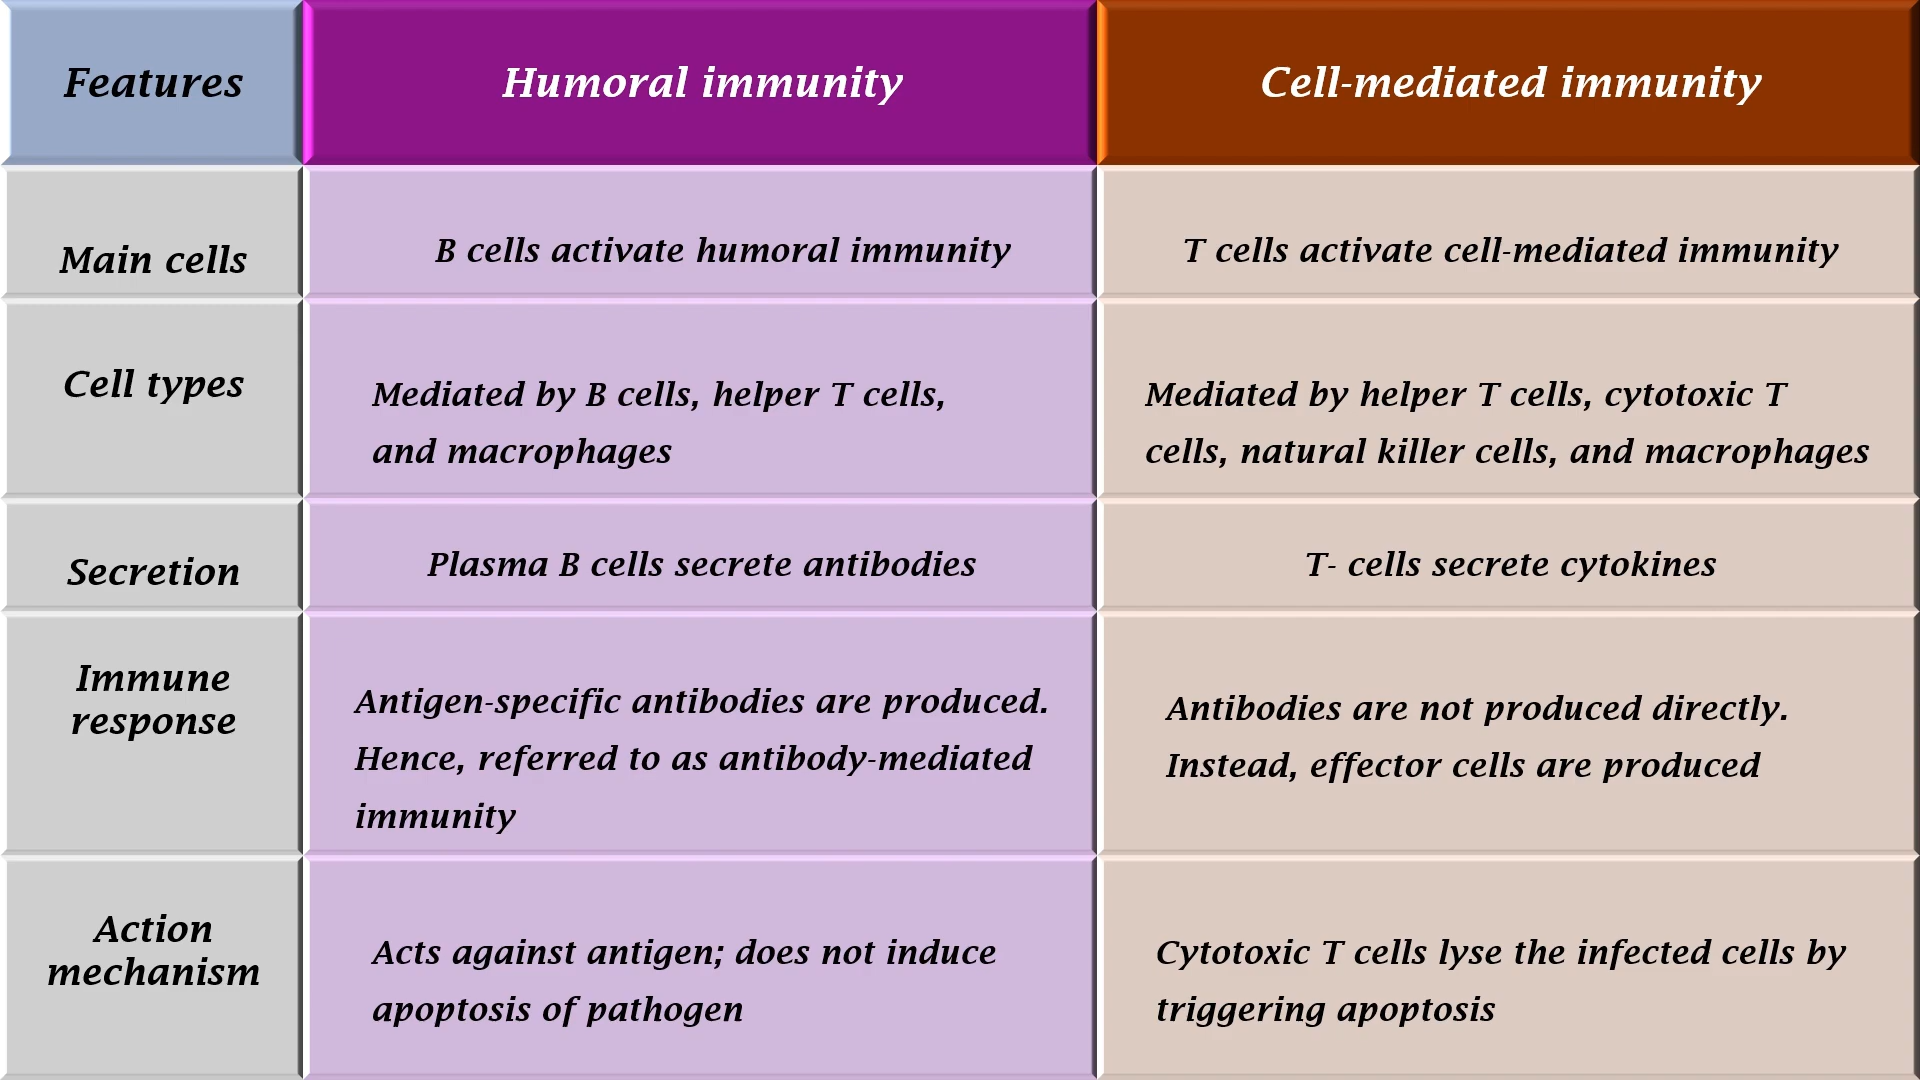 Features
Humoral immunity
Cell-mediated immunity
Main cells
B cells activate humoral immunity
T cells activate cell-mediated immunity
Cell types
Mediated by B cells, helper T cells,
and macrophages
Mediated by helper T cells, cytotoxic T
cells, natural killer cells, and macrophages
Secretion
Plasma B cells secrete antibodies
T- cells secrete cytokines
Immune
response
Antigen-specific antibodies are produced.
Hence, referred to as antibody-mediated
immunity
Antibodies are not produced directly.
Instead, effector cells are produced
Action
mechanism
Acts against antigen; does not induce
apoptosis of pathogen
Cytotoxic T cells lyse the infected cells by
triggering apoptosis